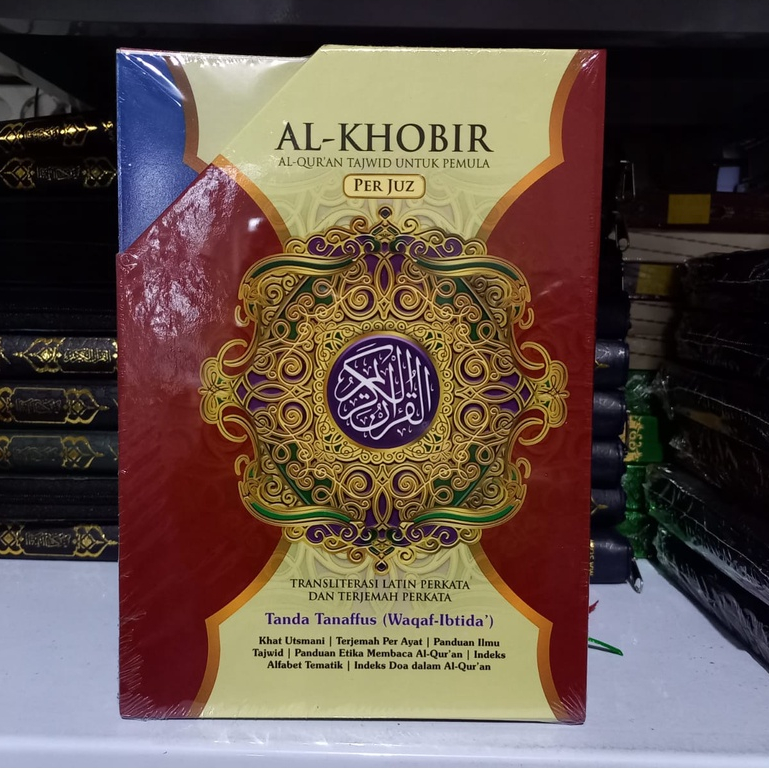 AL-KHOBIR
AL-QUR'AN TAJWID UNTUK PEMULA
PER JUZ
القرآن الكريم
TRANSLITERASI LATIN PERKATA
DAN TERJEMAH PERKATA
Tanda Tanaffus (Waqaf-Ibtida')
Khat Utsmani | Terjemah Per Ayat | Panduan Ilmu
Tajwid | Panduan Etika Membaca Al-Qur'an | Indeks
Alfabet Tematik | Indeks Doa dalam Al-Qur'an